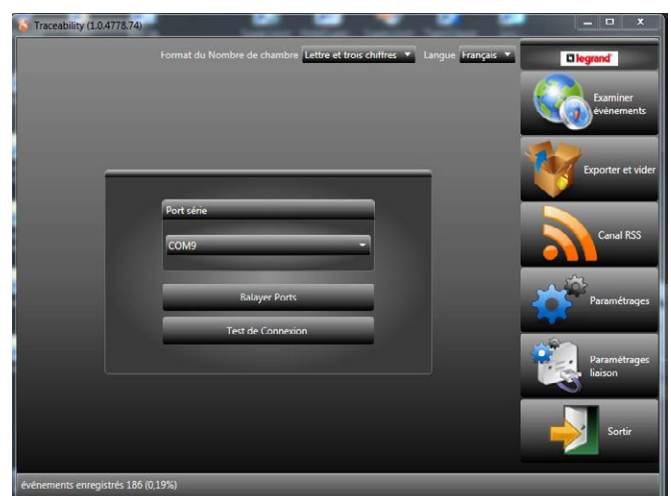 Traceability (1.0.4778.74)
Format du Nombre de chambre Lettre et trois chiffres Langue Français
legrand
Examiner
événements
Exporter et vider
Port série
COM9
Canal RSS
Balayer Ports
Paramétrages
Test de Connexion
Paramétrages
liaison
Sortir
événements enregistrés 186 (0,19%)